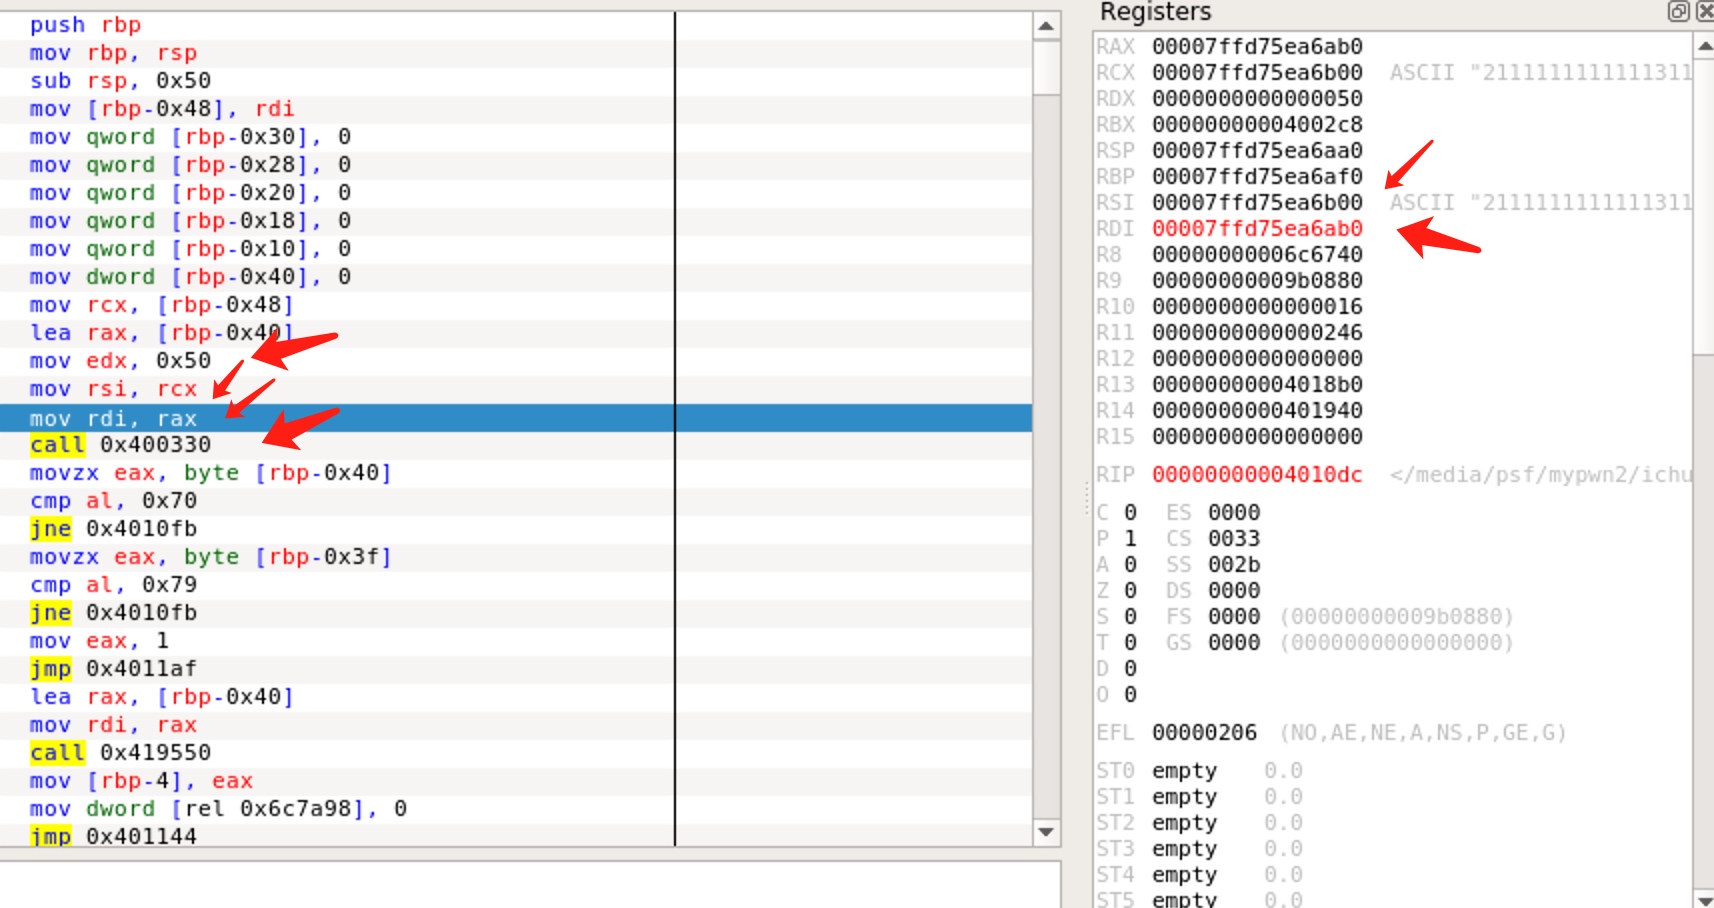 push rbp
mov rbp, rsp
sub rsp, 0x50
mov [rbp-0x48], rdi
mov qword [rbp-0x30], 0
mov qword [rbp-0x28], 0
mov qword [rbp-0x20], 0
mov qword [rbp-0x18], 0
mov qword [rbp-0x10], 0
mov dword [rbp-0x40], 0
mov rcx, [rbp-0x48]
lea rax, [rbp-0x40]
mov edx, 0x50
mov rsi, rcx
mov rdi, rax
call 0x400330
movzx eax, byte [rbp-0x40]
cmp al, 0x70
jne 0x4010fb
movzx eax, byte [rbp-0x3f]
cmp al, 0x79
jne 0x4010fb
mov eax, 1
jmp 0x4011af
lea rax, [rbp-0x40]
mov rdi, rax
call 0x419550
mov [rbp-4], eax
mov dword [rel 0x6c7a98], 0
jmp 0x401144
Registers
RAX 00007ffd75ea6ab0
RCX 00007ffd75ea6b00 ASCII "2111111111111311
RDX 0000000000000050
RBX 00000000004002c8
RSP 00007ffd75ea6aa0
RBP 00007ffd75ea6af0
RSI 00007ffd75ea6b00 ASCII "2111111111111311
RDI 00007ffd75ea6ab0
R8 00000000006c6740
R9 00000000009b0880
R10 0000000000000016
R11 0000000000000246
R12 0000000000000000
R13 00000000004018b0
R14 0000000000401940
R15 0000000000000000
RIP 00000000004010dc </media/psf/mypwn2/ichu
C 0 ES 0000
P 1 CS 0033
A 0 SS 002b
Z 0 DS 0000
S 0 FS 0000 (00000000009b0880)
T 0 GS 0000 (0000000000000000)
D 0
O 0
EFL 00000206 (NO,AE,NE,A,NS,P,GE,G)
ST0 empty 0.0
ST1 empty 0.0
ST2 empty 0.0
ST3 empty 0.0
ST4 empty 0.0
ST5 empty 0.0